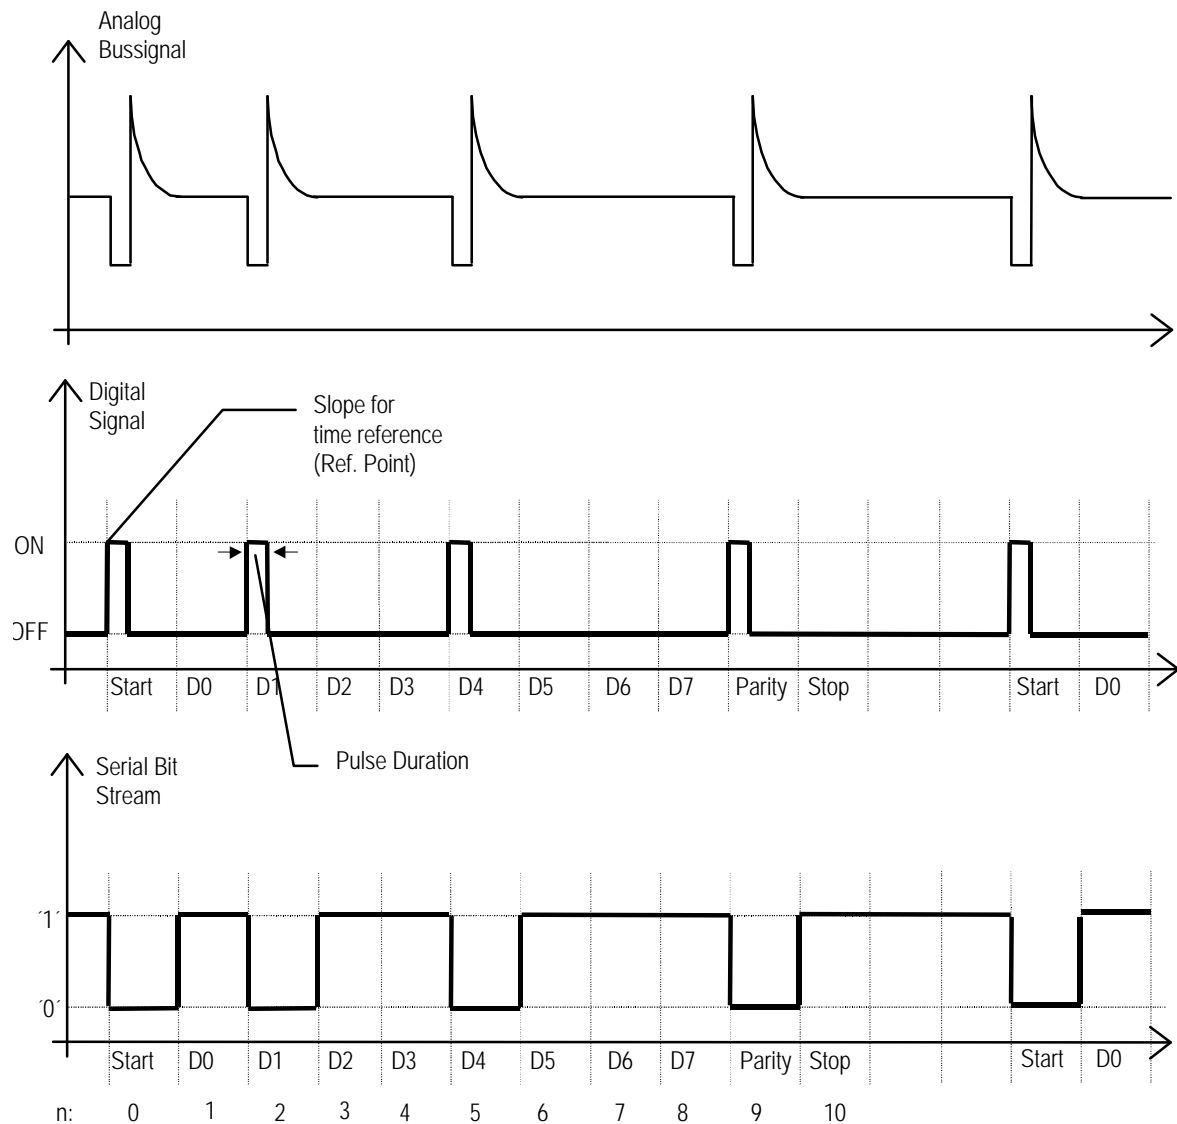 Analog
Bussignal
Digital
Signal
Slope for
time reference
(Ref. Point)
ON
OFF
Start D0 D1 D2 D3 D4 D5 D6 D7 Parity Stop Start D0
Pulse Duration
Serial Bit
Stream
´1´
´0´
Start D0 D1 D2 D3 D4 D5 D6 D7 Parity Stop Start D0
n: 0 1 2 3 4 5 6 7 8 9 10